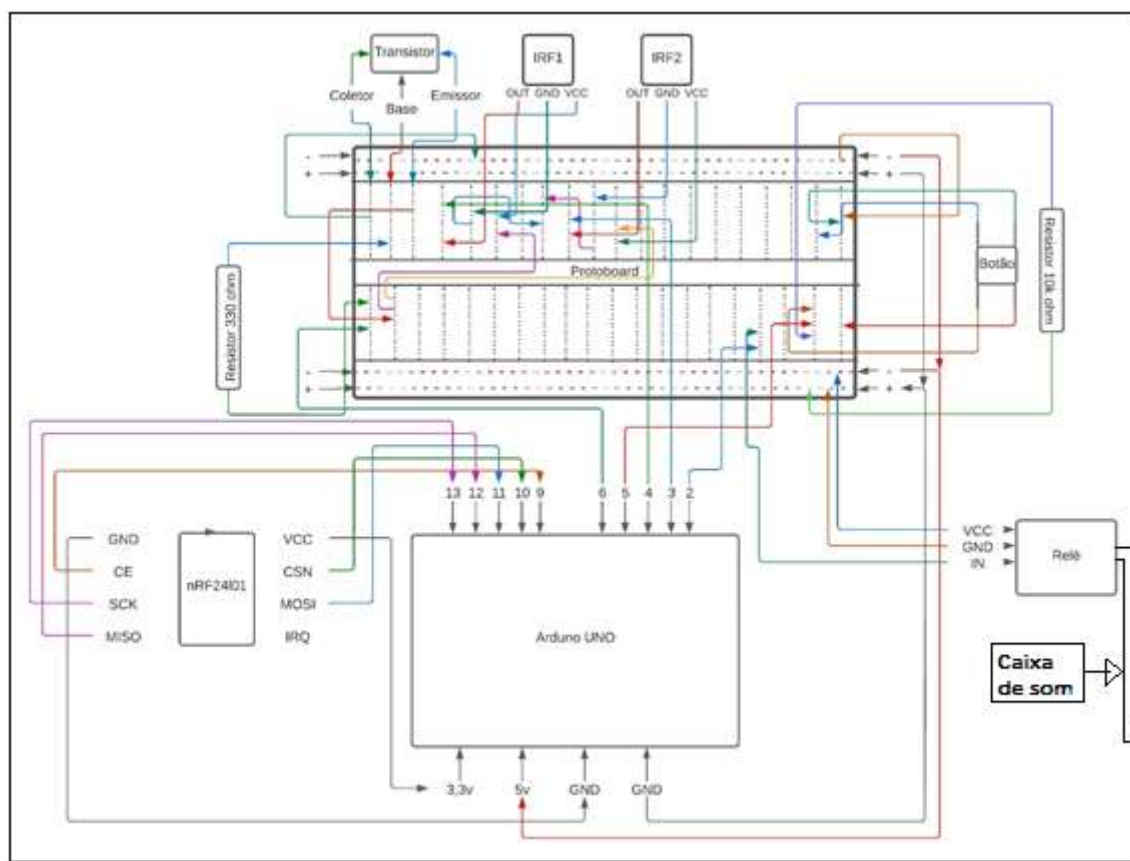 Transistor
IRF1
IRF2
Coletor
Base
Emissor
OUT GND VCC
OUT GND VCC
-
+
-
+
Resistor 330 ohm
Protoboard
Botão
Resistor 10k ohm
-
+
-
+
13 12 11 10 9 6 5 4 3 2
GND
CE
SCK
MISO
nRF24l01
VCC
CSN
MOSI
IRQ
Arduno UNO
VCC
GND
IN
Relê
Caixa
de som
3,3v 5v GND GND